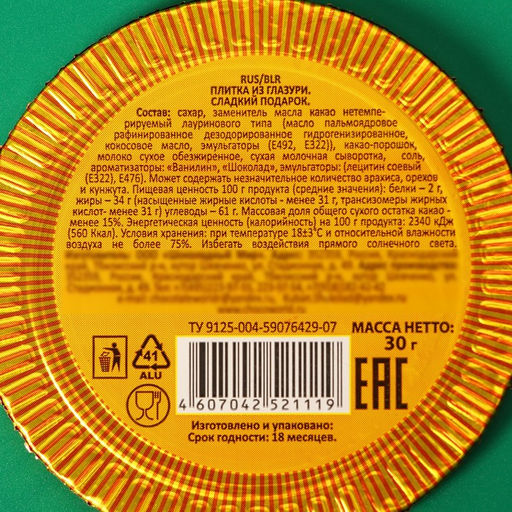 RUS/BLR
ПЛИТКА ИЗ ГЛАЗУРИ.
СЛАДКИЙ ПОДАРОК.
Состав: сахар, заменитель масла какао нетемпе-
рируемый лауринового типа (масло пальмоядровое
рафинированное дезодорированное гидрогенизированное,
кокосовое масло, эмульгаторы (Е492, Е322)), какао-порошок,
молоко сухое обезжиренное, сухая молочная сыворотка, соль,
ароматизаторы: «Ванилин», «Шоколад», эмульгаторы: (лецитин соевый
(Е322), Е476). Может содержать незначительное количество арахиса, орехов
и кунжута. Пищевая ценность 100 г продукта (средние значения): белки – 2 г,
жиры – 34 г (насыщенные жирные кислоты - менее 31 г, трансизомеры жирных
кислот- менее 31 г) углеводы – 61 г. Массовая доля общего сухого остатка какао -
менее 15%. Энергетическая ценность (калорийность) на 100 г продукта: 2340 кДж
(560 Ккал). Условия хранения: при температуре 18±3°С и относительной влажности
воздуха не более 75%. Избегать воздействия прямого солнечного света.
ТУ 9125-004-59076429-07
МАССА НЕТТО:
30 г
41
ALU
4 607042 521119
EAC
Изготовлено и упаковано:
Срок годности: 18 месяцев.